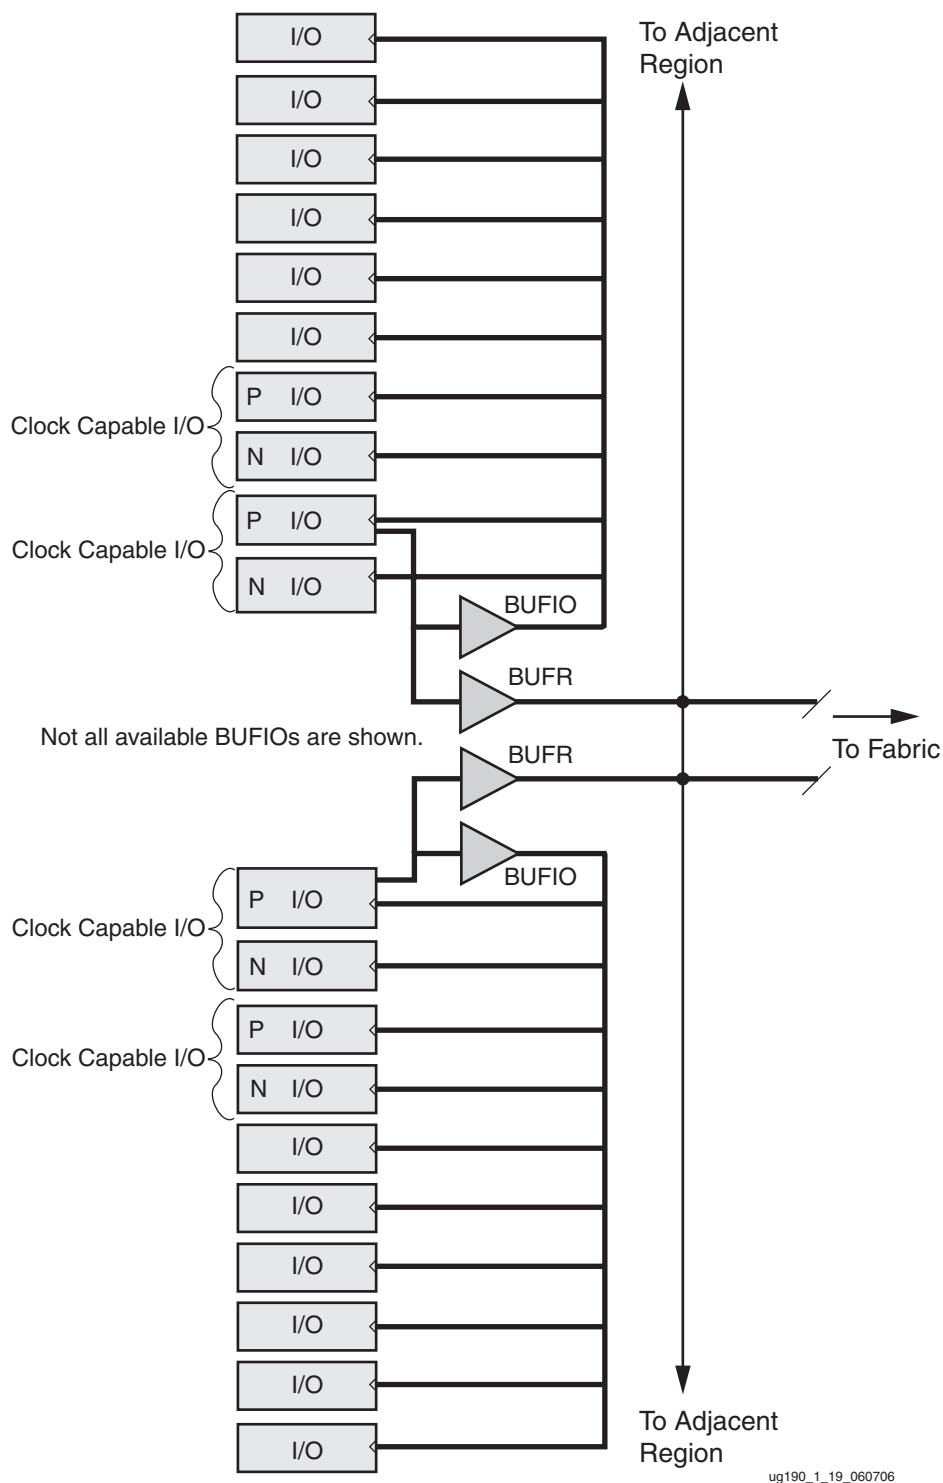 I/O
To Adjacent
Region
I/O
I/O
I/O
I/O
I/O
P I/O
Clock Capable I/O
N I/O
P I/O
Clock Capable I/O
N I/O
BUFIO
BUFR
Not all available BUFIOs are shown.
To Fabric
BUFR
BUFIO
P I/O
Clock Capable I/O
N I/O
P I/O
Clock Capable I/O
N I/O
I/O
I/O
I/O
I/O
I/O
To Adjacent
Region
I/O
ug190_1_19_060706